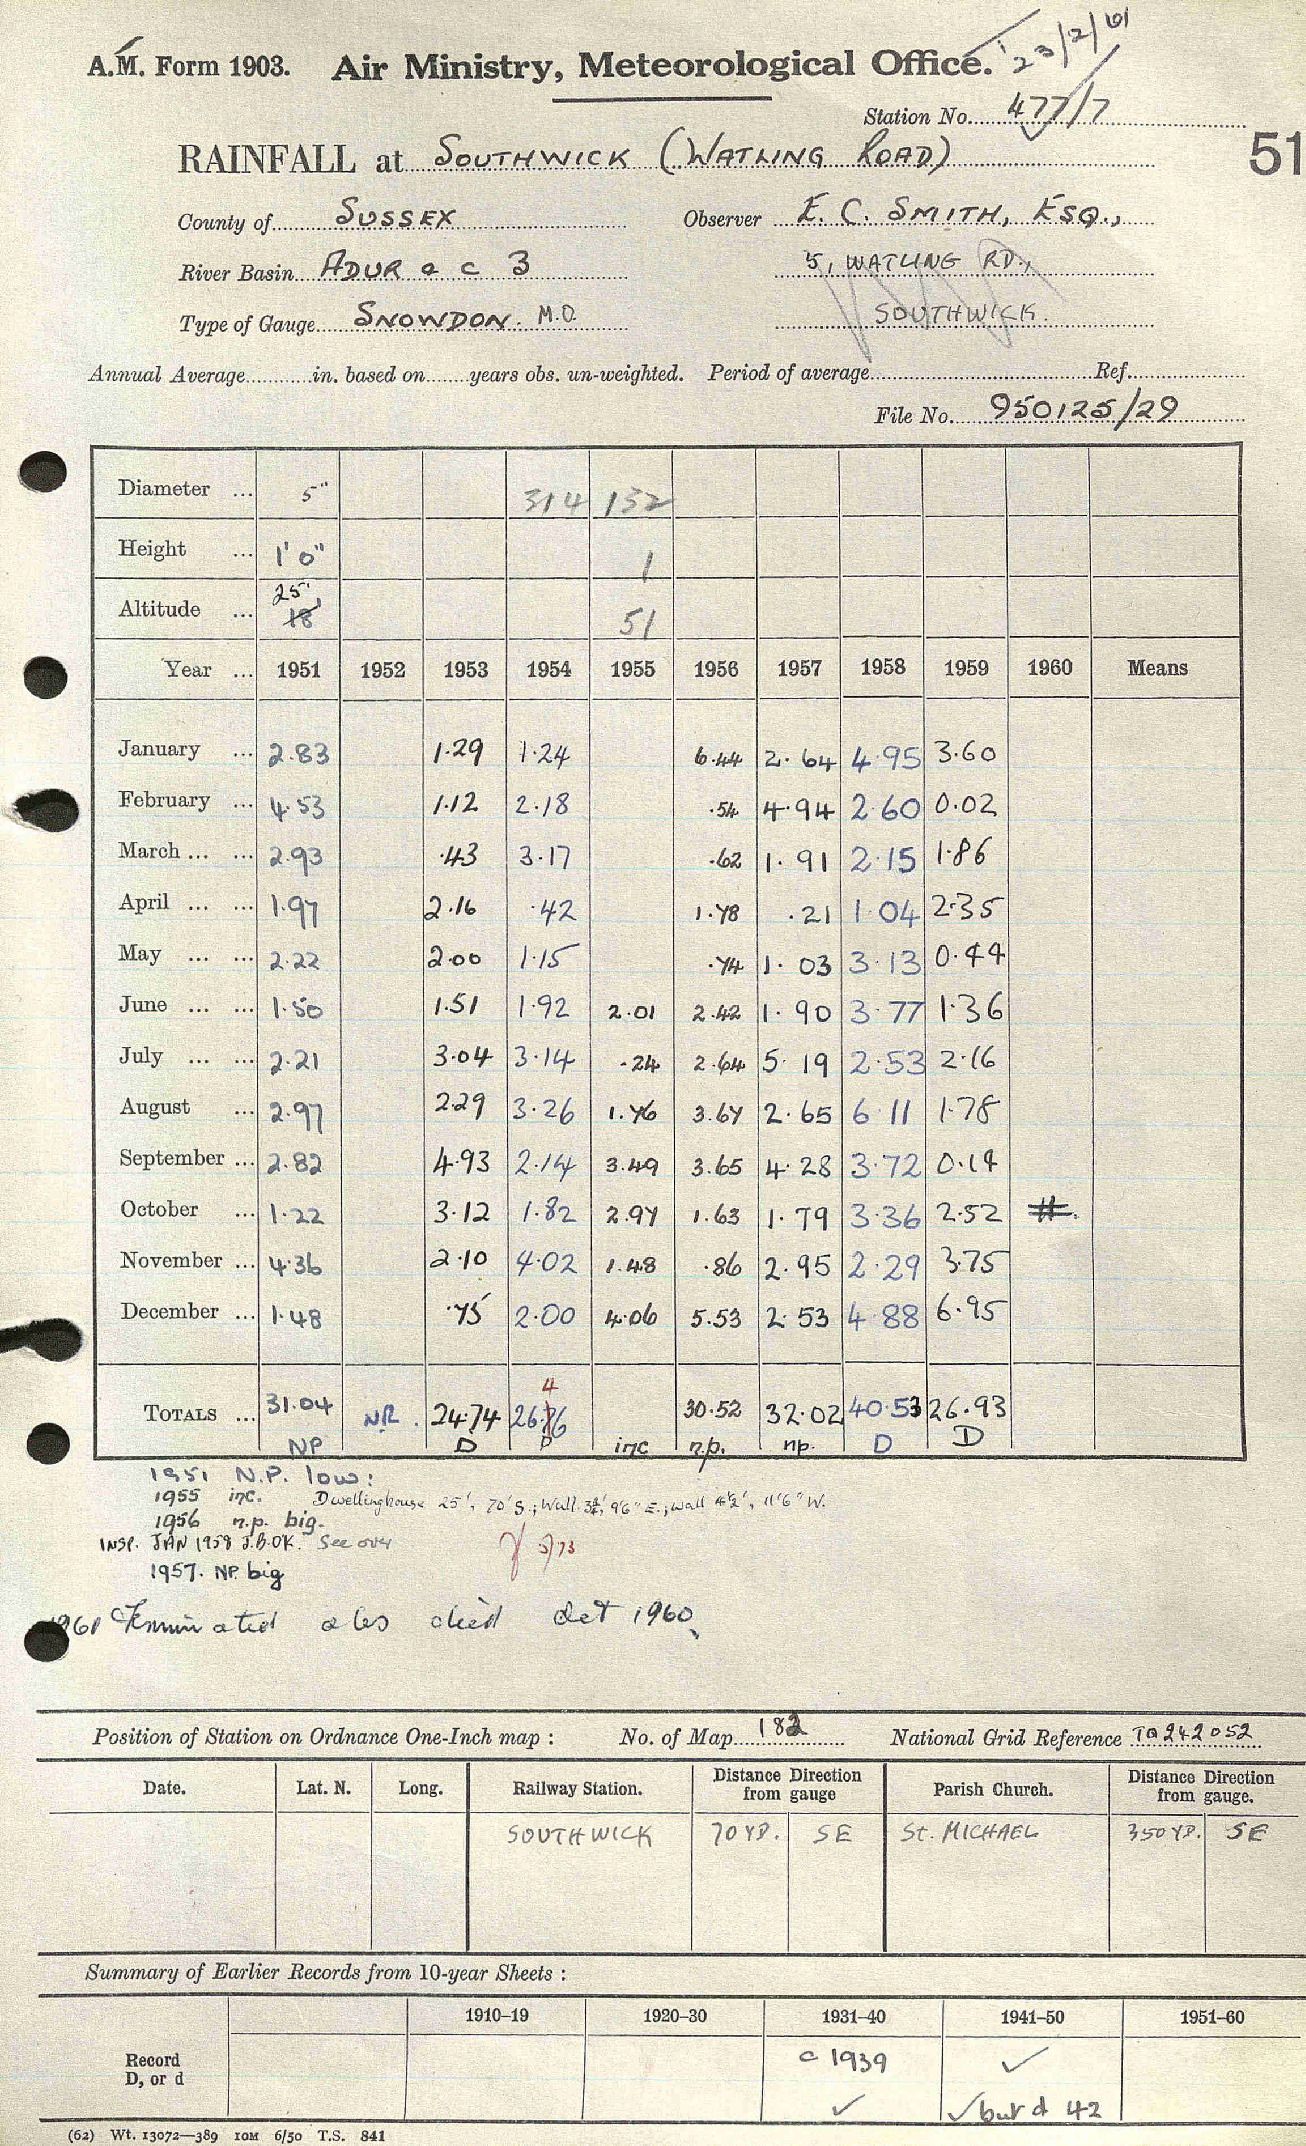 23/2/61
A.M. Form 1903. Air Ministry, Meteorological Office.
Station No. 477/7
51
RAINFALL at SOUTHWICK (WATLING ROAD)
County of SUSSEX Observer E. C. SMITH, ESQ.,
River Basin ADUR a c 3 5, WATLING RD.,
Type of Gauge SNOWDON. M.O. SOUTHWICK.
Annual Average in. based on years obs. un-weighted. Period of average Ref.
File No. 950125/29
Diameter ... 5" 314 152
Height ... 1' 0" 1
Altitude ... 25' 18' 51
Year ... 1951 1952 1953 1954 1955 1956 1957 1958 1959 1960 Means
January ... 2.83 1.29 1.24 6.44 2.64 4.95 3.60
February ... 4.53 1.12 2.18 .54 4.94 2.60 0.02
March ... ... 2.93 .43 3.17 .62 1.91 2.15 1.86
April ... ... 1.97 2.16 .42 1.78 .21 1.04 2.35
May ... ... 2.22 2.00 1.15 .74 1.03 3.13 0.44
June ... ... 1.50 1.51 1.92 2.01 2.42 1.90 3.77 1.36
July ... ... 2.21 3.04 3.14 .24 2.64 5.19 2.53 2.16
August ... 2.97 2.29 3.26 1.76 3.67 2.65 6.11 1.78
September ... 2.82 4.93 2.14 3.49 3.65 4.28 3.72 0.14
October ... 1.22 3.12 1.82 2.97 1.63 1.79 3.36 2.52
November ... 4.36 2.10 4.02 1.48 .86 2.95 2.29 3.75
December ... 1.48 .75 2.00 4.06 5.53 2.53 4.88 6.95
4
TOTALS ... 31.04 NR. 24.74 26.76 30.52 32.02 40.53 26.93
NP D D inc n.p. np. D D
1951 N.P. low:
1955 inc. Dwellinghouse 25', 70' S.; Wall 3½', 9'6" E.; wall 4½', 11'6" W.
1956 n.p. big.
INSP. JAN 1958 J.B. OK. See over 5/73
1957. NP. big
1960 Terminated obs died Oct 1960
Position of Station on Ordnance One-Inch map : No. of Map 182 National Grid Reference TQ242052
Date. Lat. N. Long. Railway Station. Distance from Direction gauge Parish Church. Distance from Direction gauge.
SOUTHWICK 70 YD. SE St. MICHAEL 350 YD. SE
Summary of Earlier Records from 10-year Sheets :
1910–19 1920–30 1931–40 1941–50 1951–60
Record c 1939 ✓
D, or d
✓ ✓ but d 42
(62) Wt. 13072—389 10M 6/50 T.S. 841